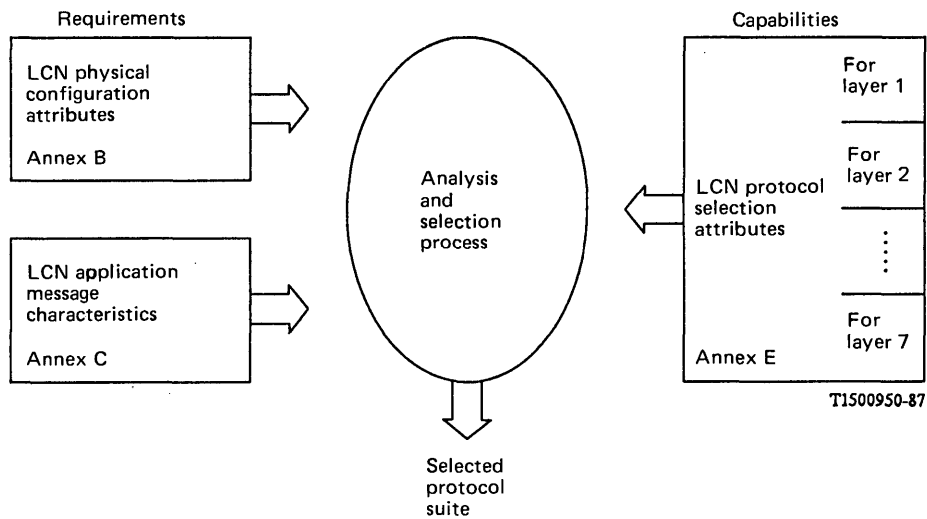 Requirements
LCN physical
configuration
attributes
Annex B
LCN application
message
characteristics
Annex C
Analysis
and
selection
process
Selected
protocol
suite
Capabilities
LCN protocol
selection
attributes
Annex E
For
layer 1
For
layer 2
For
layer 7
T1500950-87